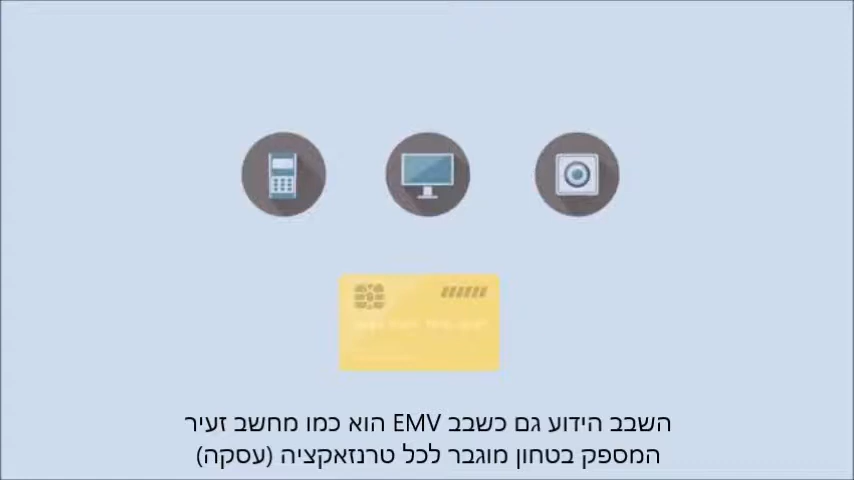 השבב הידוע גם כשבב EMV הוא כמו מחשב זעיר
המספק בטחון מוגבר לכל טרנזאקציה (עסקה)